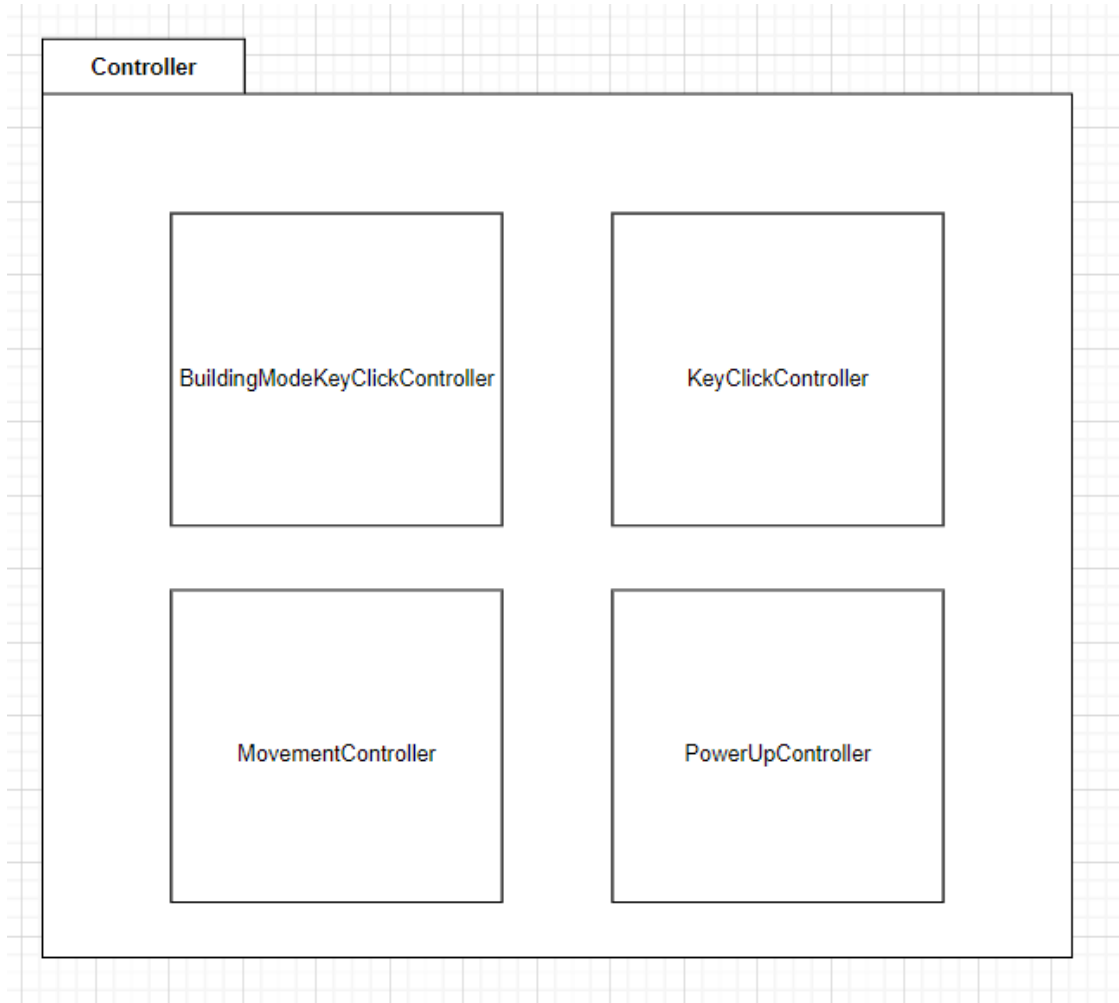 Controller
BuildingModeKeyClickController
KeyClickController
MovementController
PowerUpController